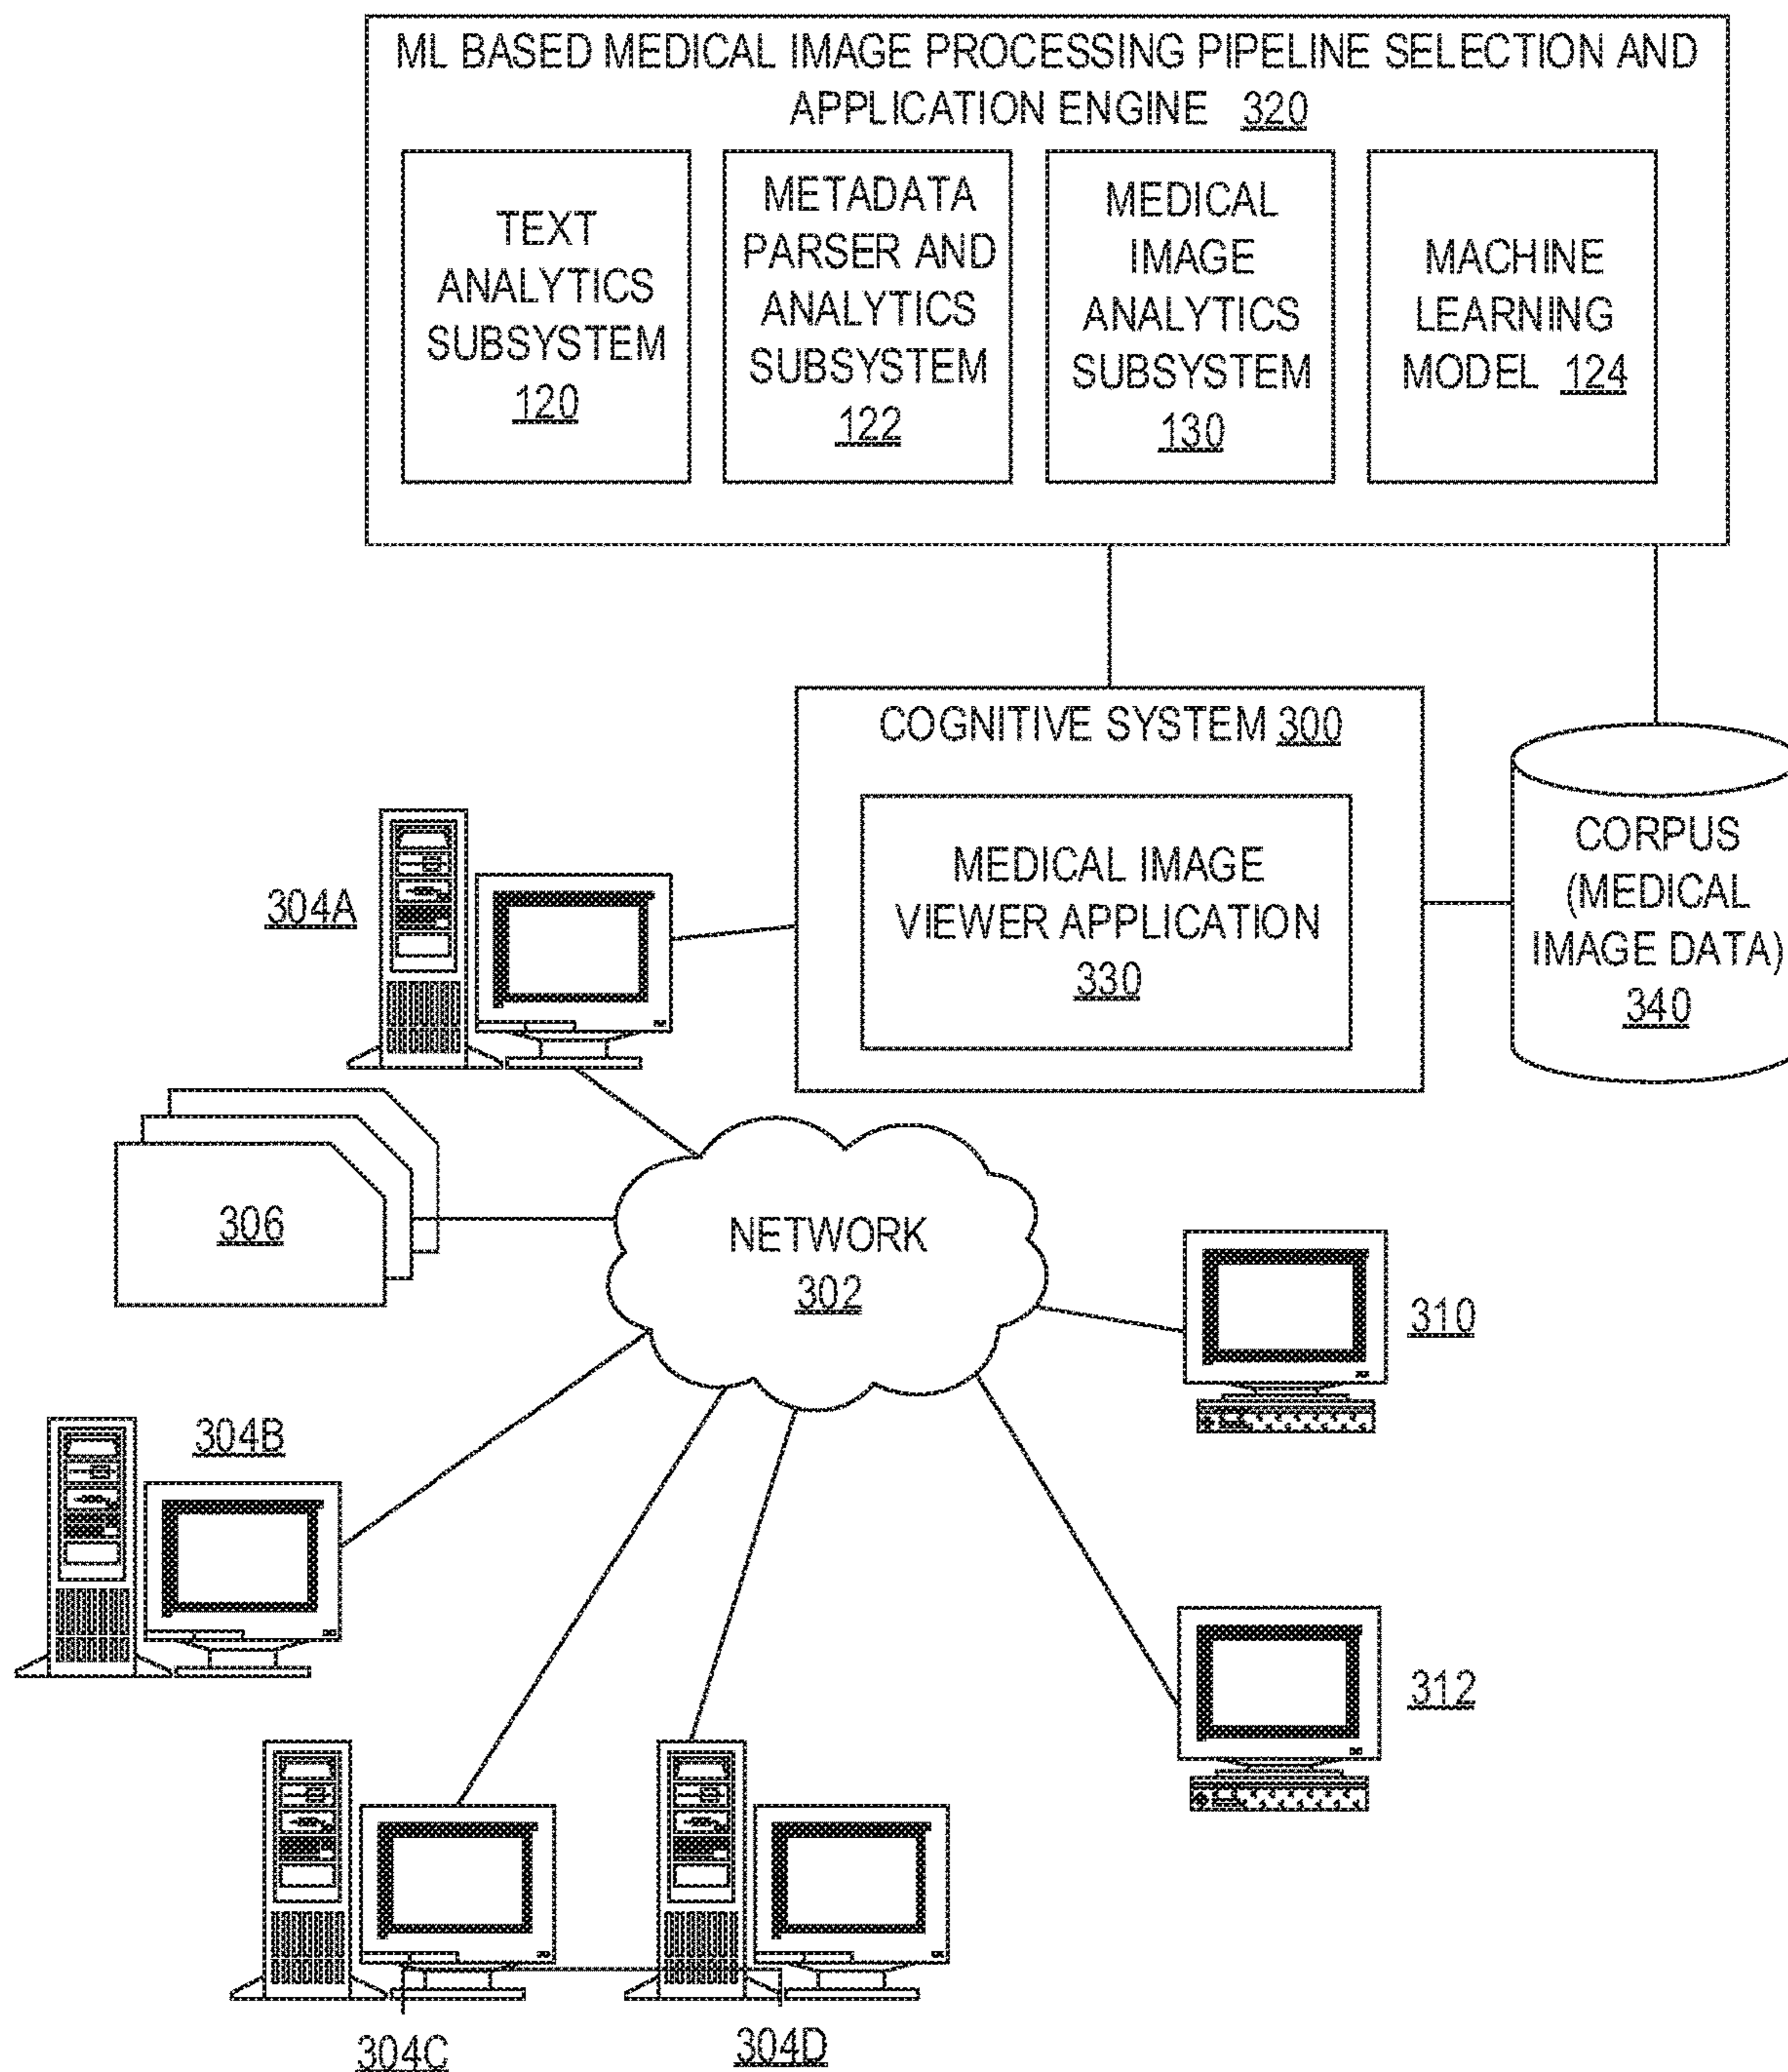 ML BASED MEDICAL IMAGE PROCESSING PIPELINE SELECTION AND
APPLICATION ENGINE 320
TEXT
ANALYTICS
SUBSYSTEM
120
METADATA
PARSER AND
ANALYTICS
SUBSYSTEM
122
MEDICAL
IMAGE
ANALYTICS
SUBSYSTEM
130
MACHINE
LEARNING
MODEL 124
COGNITIVE SYSTEM 300
MEDICAL IMAGE
VIEWER APPLICATION
330
CORPUS
(MEDICAL
IMAGE DATA)
340
304A
306
NETWORK
302
310
304B
312
304C
304D